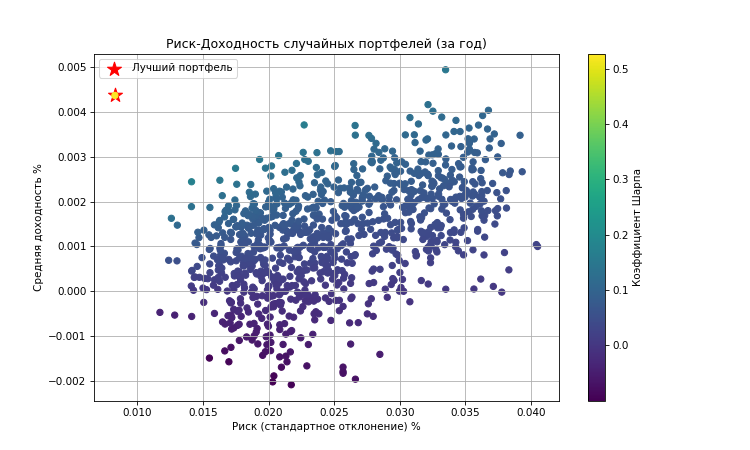 Риск-Доходность случайных портфелей (за год)
Лучший портфель
0.005
0.004
0.003
0.002
0.001
0.000
−0.001
−0.002
Средняя доходность %
0.010 0.015 0.020 0.025 0.030 0.035 0.040
Риск (стандартное отклонение) %
0.5
0.4
0.3
0.2
0.1
0.0
Коэффициент Шарпа